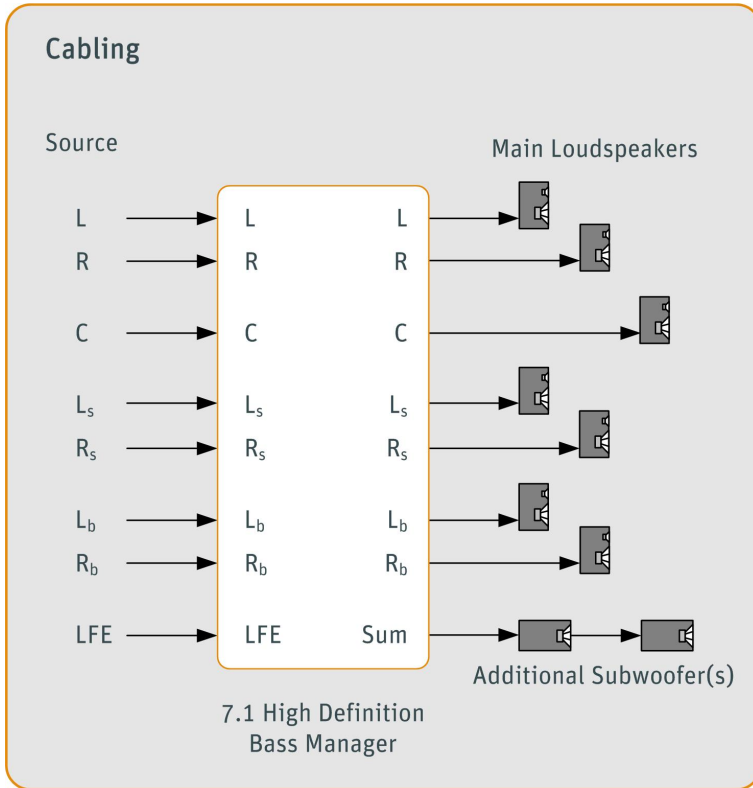 Cabling
Source
Main Loudspeakers
L L L
R R R
C C C
Ls Ls Ls
Rs Rs Rs
Lb Lb Lb
Rb Rb Rb
LFE LFE Sum
Additional Subwoofer(s)
7.1 High Definition
Bass Manager